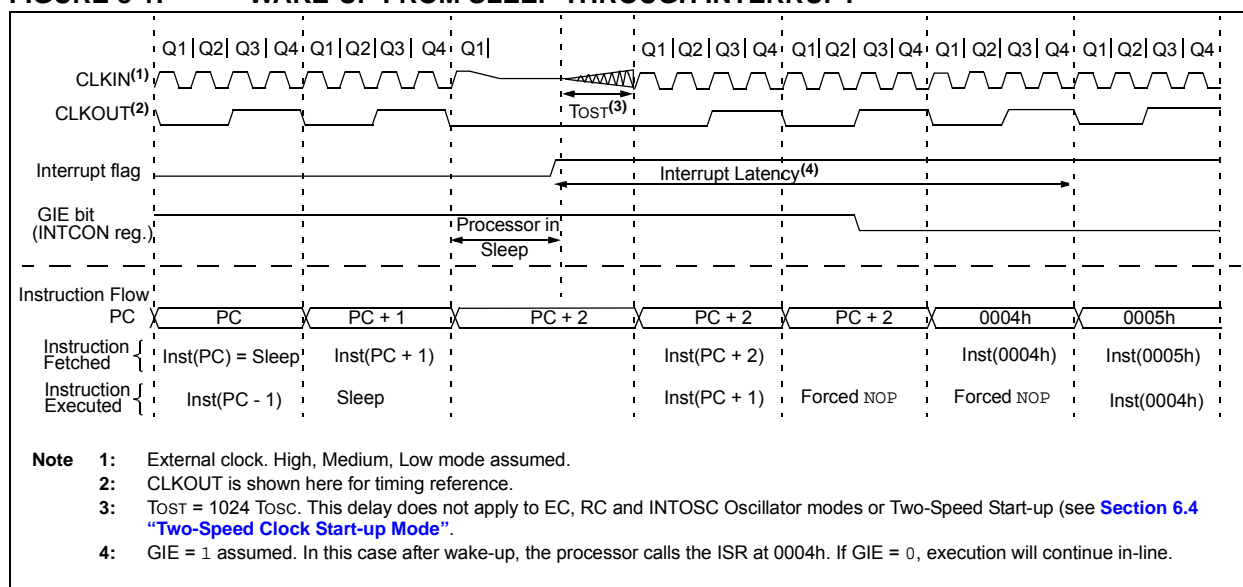 Q1 Q2 Q3 Q4 Q1 Q2 Q3 Q4 Q1 Q1 Q2 Q3 Q4 Q1 Q2 Q3 Q4 Q1 Q2 Q3 Q4 Q1 Q2 Q3 Q4
CLKIN(1)
CLKOUT(2)
TOST(3)
Interrupt flag
Interrupt Latency(4)
GIE bit
(INTCON reg.)
Processor in
Sleep
Instruction Flow
PC PC PC + 1 PC + 2 PC + 2 PC + 2 0004h 0005h
Instruction
Fetched
Inst(PC) = Sleep Inst(PC + 1) Inst(PC + 2) Inst(0004h) Inst(0005h)
Instruction
Executed
Inst(PC - 1) Sleep Inst(PC + 1) Forced NOP Forced NOP Inst(0004h)
Note 1: External clock. High, Medium, Low mode assumed.
2: CLKOUT is shown here for timing reference.
3: TOST = 1024 TOSC. This delay does not apply to EC, RC and INTOSC Oscillator modes or Two-Speed Start-up (see Section 6.4
“Two-Speed Clock Start-up Mode”.
4: GIE = 1 assumed. In this case after wake-up, the processor calls the ISR at 0004h. If GIE = 0, execution will continue in-line.